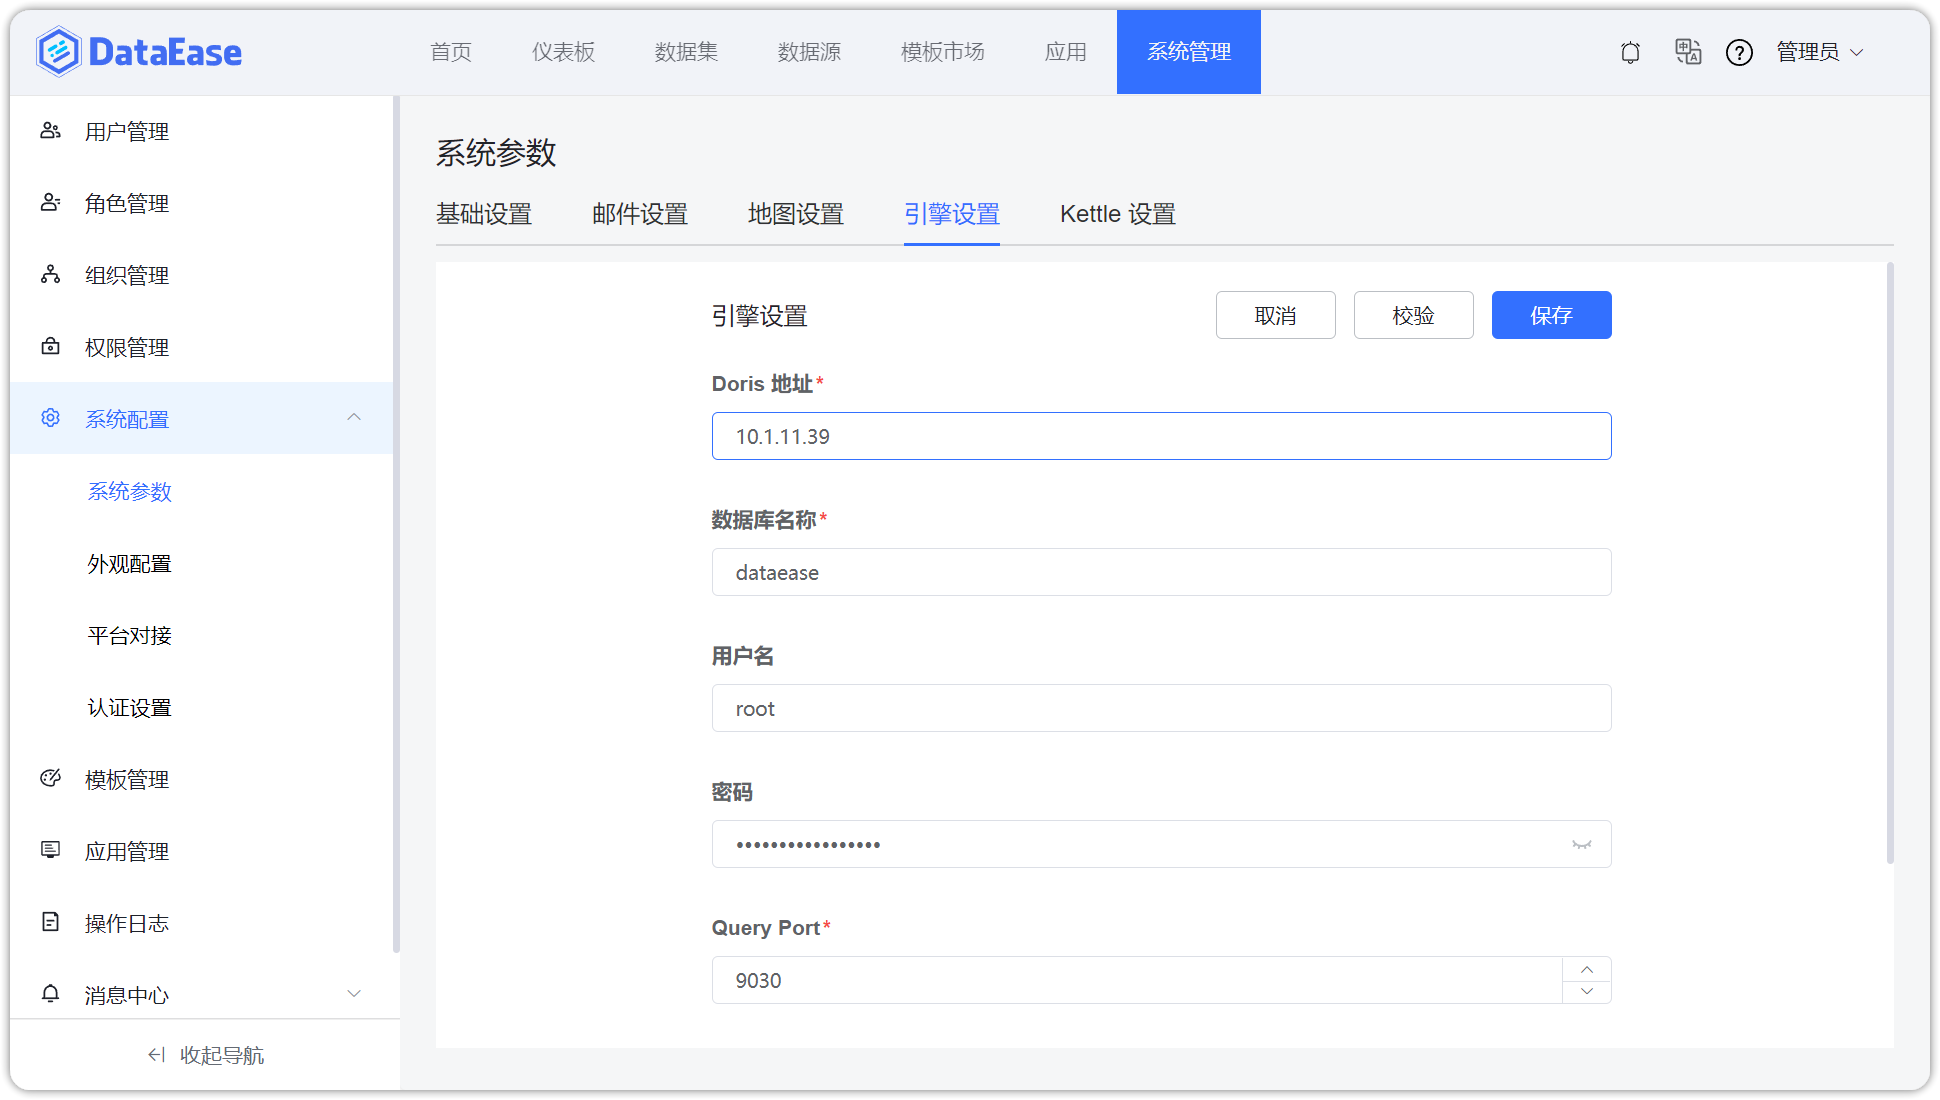 DataEase
首页
仪表板
数据集
数据源
模板市场
应用
系统管理
管理员
用户管理
角色管理
组织管理
权限管理
系统配置
系统参数
外观配置
平台对接
认证设置
模板管理
应用管理
操作日志
消息中心
收起导航
系统参数
基础设置
邮件设置
地图设置
引擎设置
Kettle 设置
引擎设置
取消
校验
保存
Doris 地址*
10.1.11.39
数据库名称*
dataease
用户名
root
密码
•••••••••••••••••
Query Port*
9030